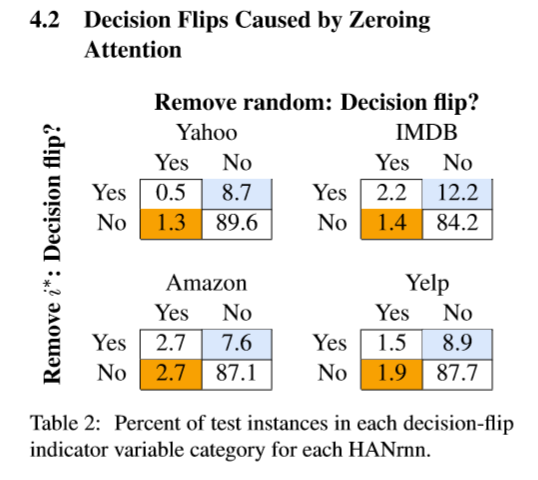 4.2 Decision Flips Caused by Zeroing
Attention
Remove random: Decision flip?
Remove i*: Decision flip?
Yahoo
Yes No
Yes 0.5 8.7
No 1.3 89.6
IMDB
Yes No
Yes 2.2 12.2
No 1.4 84.2
Amazon
Yes No
Yes 2.7 7.6
No 2.7 87.1
Yelp
Yes No
Yes 1.5 8.9
No 1.9 87.7
Table 2: Percent of test instances in each decision-flip
indicator variable category for each HANrnn.